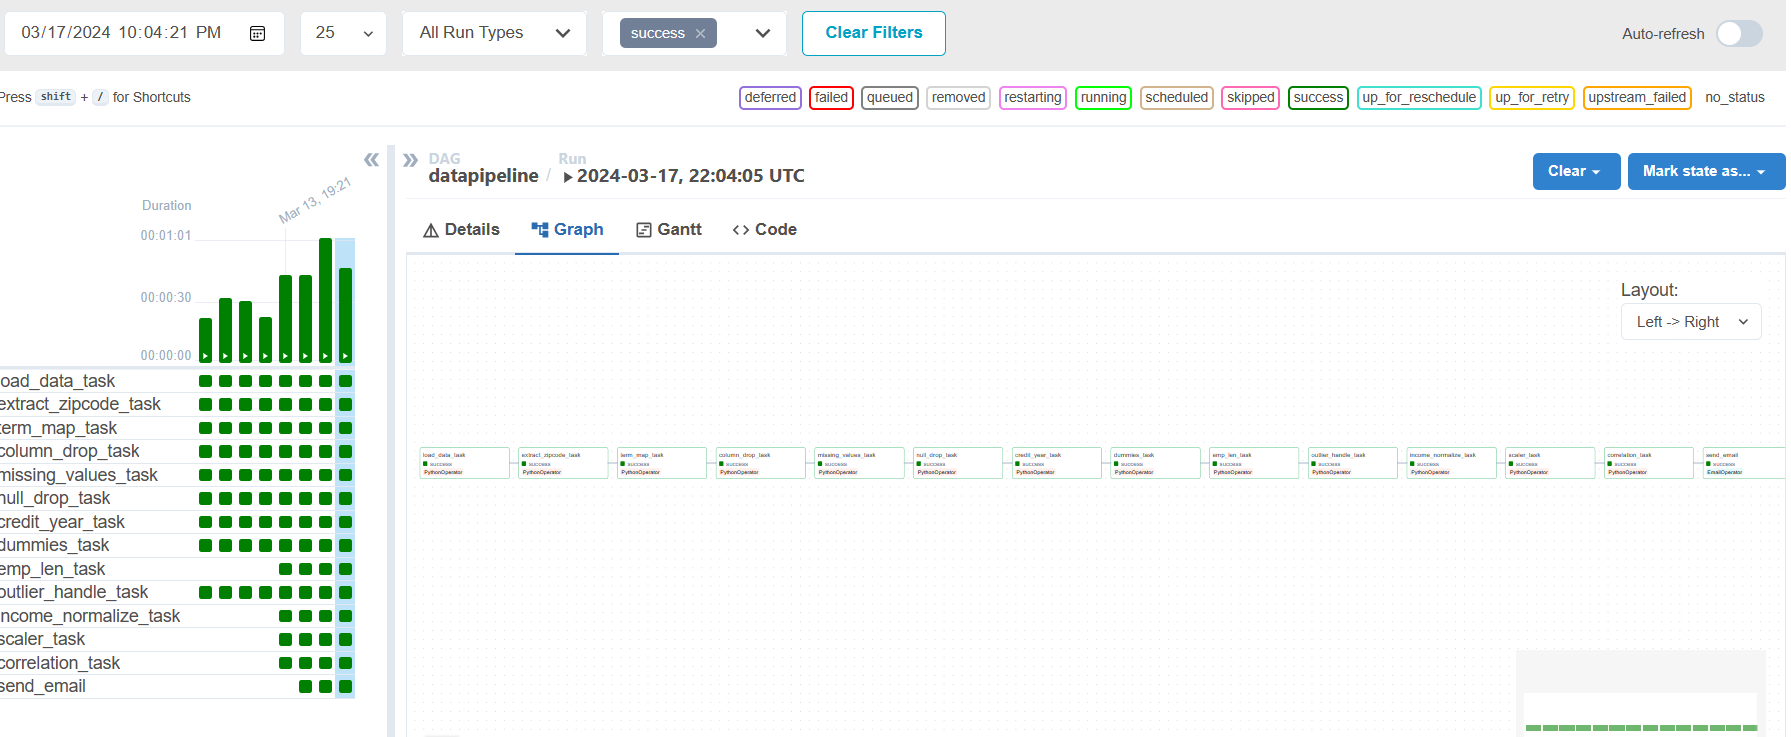 03/17/2024 10:04:21 PM
25
All Run Types
success
Clear Filters
Auto-refresh
Press shift + / for Shortcuts
deferred failed queued removed restarting running scheduled skipped success up_for_reschedule up_for_retry upstream_failed no_status
DAG
datapipeline
/
Run
2024-03-17, 22:04:05 UTC
Clear
Mark state as...
Details
Graph
Gantt
Code
Mar 13, 19:21
Duration
00:01:01
00:00:30
00:00:00
oad_data_task
extract_zipcode_task
term_map_task
column_drop_task
missing_values_task
null_drop_task
credit_year_task
dummies_task
emp_len_task
outlier_handle_task
income_normalize_task
scaler_task
correlation_task
send_email
Layout:
Left -> Right
load_data_task
success
PythonOperator
extract_zipcode_task
success
PythonOperator
term_map_task
success
PythonOperator
column_drop_task
success
PythonOperator
missing_values_task
success
PythonOperator
null_drop_task
success
PythonOperator
credit_year_task
success
PythonOperator
dummies_task
success
PythonOperator
emp_len_task
success
PythonOperator
outlier_handle_task
success
PythonOperator
income_normalize_task
success
PythonOperator
scaler_task
success
PythonOperator
correlation_task
success
PythonOperator
send_email
success
EmailOperator